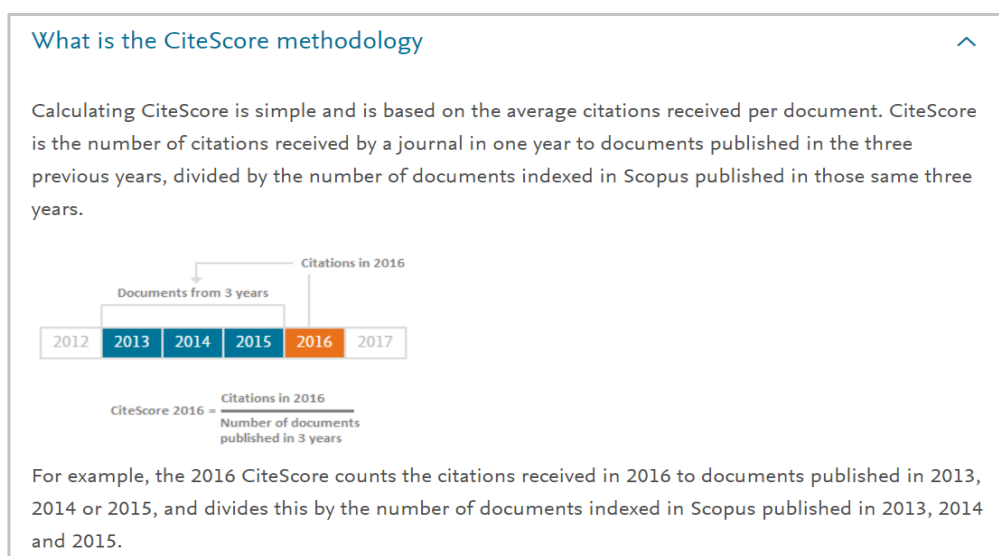 What is the CiteScore methodology
Calculating CiteScore is simple and is based on the average citations received per document. CiteScore
is the number of citations received by a journal in one year to documents published in the three
previous years, divided by the number of documents indexed in Scopus published in those same three
years.
Citations in 2016
Documents from 3 years
2012 2013 2014 2015 2016 2017
CiteScore 2016 = Citations in 2016
Number of documents
published in 3 years
For example, the 2016 CiteScore counts the citations received in 2016 to documents published in 2013,
2014 or 2015, and divides this by the number of documents indexed in Scopus published in 2013, 2014
and 2015.